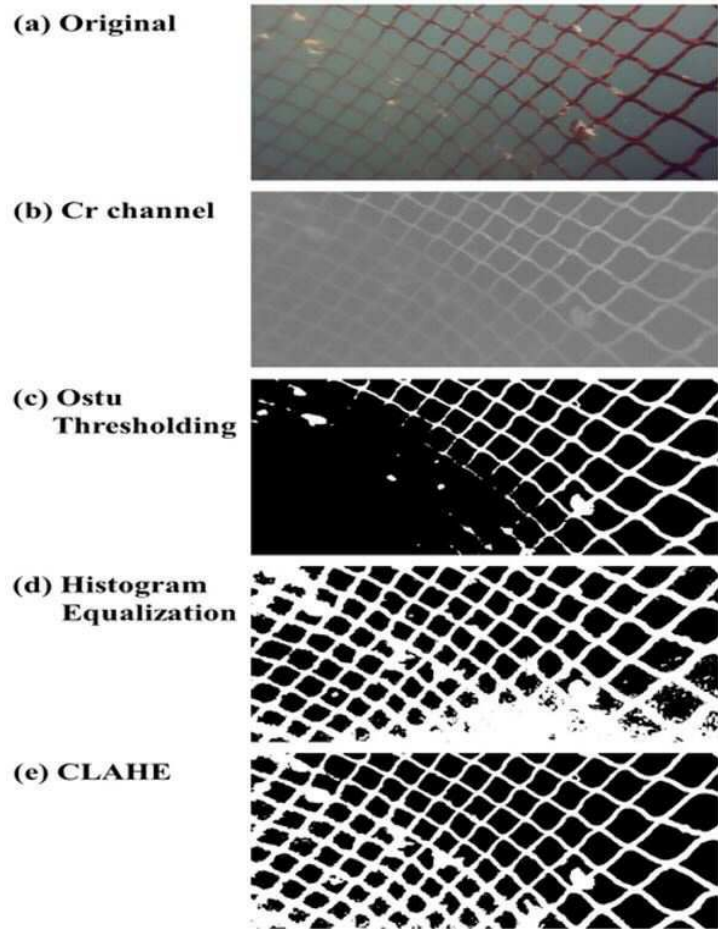 (a) Original
(b) Cr channel
(c) Ostu
Thresholding
(d) Histogram
Equalization
(e) CLAHE